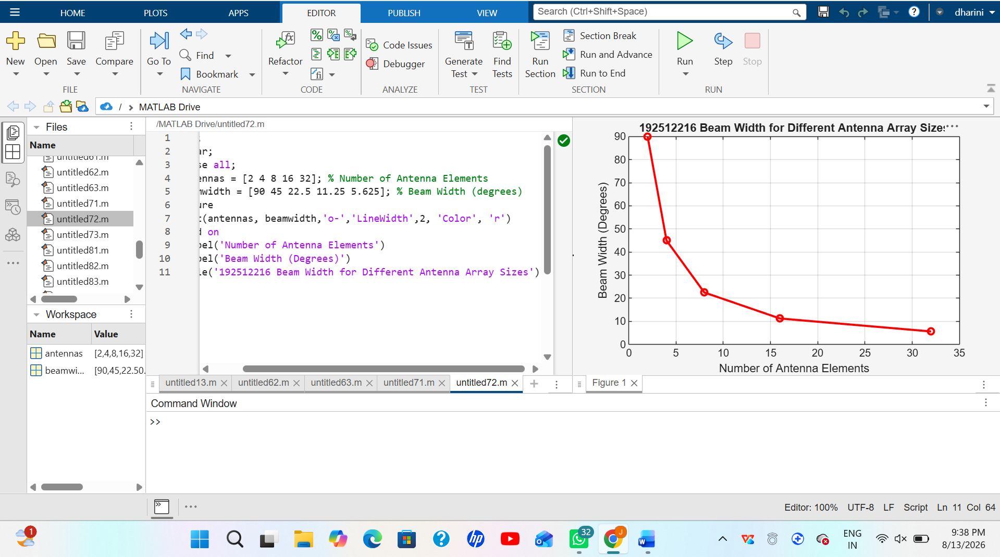 HOME PLOTS APPS EDITOR PUBLISH VIEW Search (Ctrl+Shift+Space) dharini
New Open Save Compare Go To Find Bookmark Refactor Code Issues Debugger Generate Test Find Tests Run Section Section Break Run and Advance Run to End Run Step Stop
FILE NAVIGATE CODE ANALYZE TEST SECTION RUN
/ MATLAB Drive
Files
Name
untitled61.m
untitled62.m
untitled63.m
untitled71.m
untitled72.m
untitled73.m
untitled81.m
untitled82.m
untitled83.m
Workspace
Name Value
antennas [2,4,8,16,32]
beamwi... [90,45,22.50.
/MATLAB Drive/untitled72.m
1 ;
2 ar;
3 se all;
4 ennas = [2 4 8 16 32]; % Number of Antenna Elements
5 mwidth = [90 45 22.5 11.25 5.625]; % Beam Width (degrees)
6 ure
7 t(antennas, beamwidth,'o-','LineWidth',2, 'Color', 'r')
8 d on
9 bel('Number of Antenna Elements')
10 bel('Beam Width (Degrees)')
11 le('192512216 Beam Width for Different Antenna Array Sizes')
untitled13.m untitled62.m untitled63.m untitled71.m untitled72.m
192512216 Beam Width for Different Antenna Array Sizes
Beam Width (Degrees)
90
80
70
60
50
40
30
20
10
0
0 5 10 15 20 25 30 35
Number of Antenna Elements
Figure 1
Command Window
>>
Editor: 100% UTF-8 LF Script Ln 11 Col 64
1
32
J
ENG
IN
9:38 PM
8/13/2026